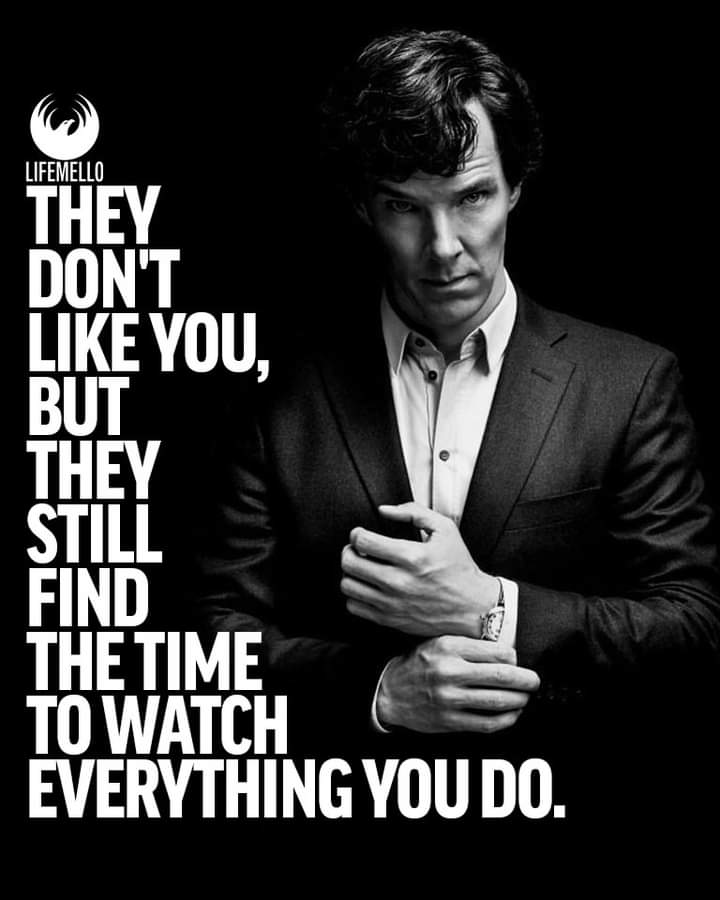 LIFEMELLO
THEY
DON'T
LIKE YOU,
BUT
THEY
STILL
FIND
THE TIME
TO WATCH
EVERYTHING YOU DO.